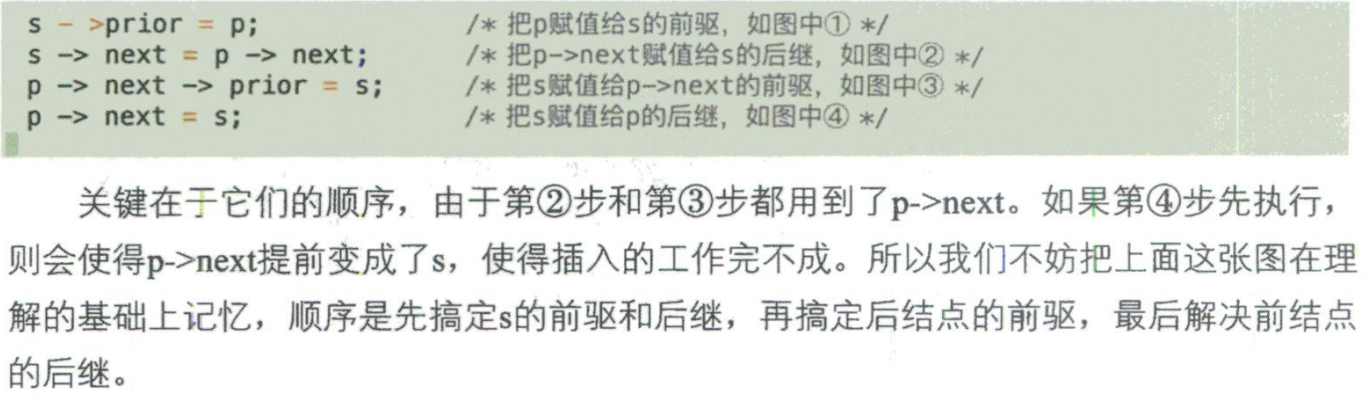 s - >prior = p; /* 把p赋值给s的前驱，如图中① */
s -> next = p -> next; /* 把p->next赋值给s的后继，如图中② */
p -> next -> prior = s; /* 把s赋值给p->next的前驱，如图中③ */
p -> next = s; /* 把s赋值给p的后继，如图中④ */
关键在于它们的顺序，由于第②步和第③步都用到了p->next。如果第④步先执行，
则会使得p->next提前变成了s，使得插入的工作完不成。所以我们不妨把上面这张图在理
解的基础上记忆，顺序是先搞定s的前驱和后继，再搞定后结点的前驱，最后解决前结点
的后继。